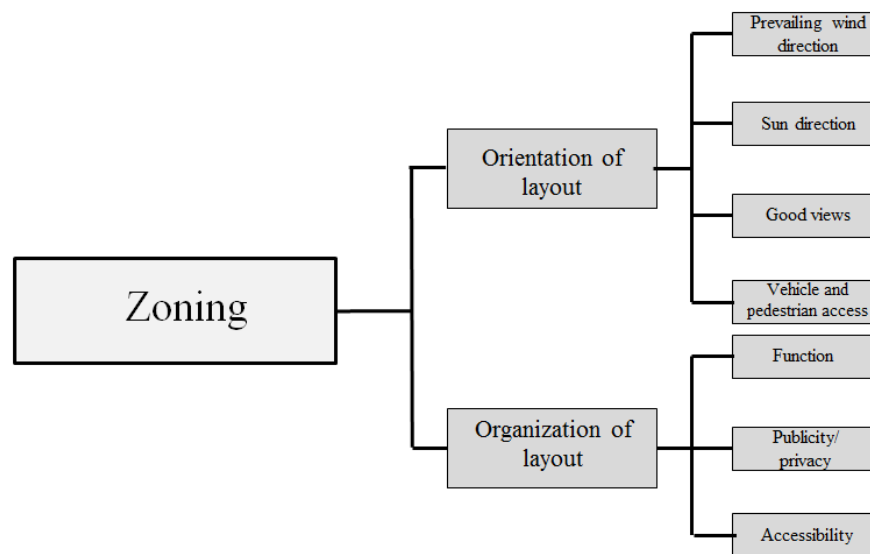 Zoning
Orientation of
layout
Prevailing wind
direction
Sun direction
Good views
Vehicle and
pedestrian access
Organization of
layout
Function
Publicity/
privacy
Accessibility